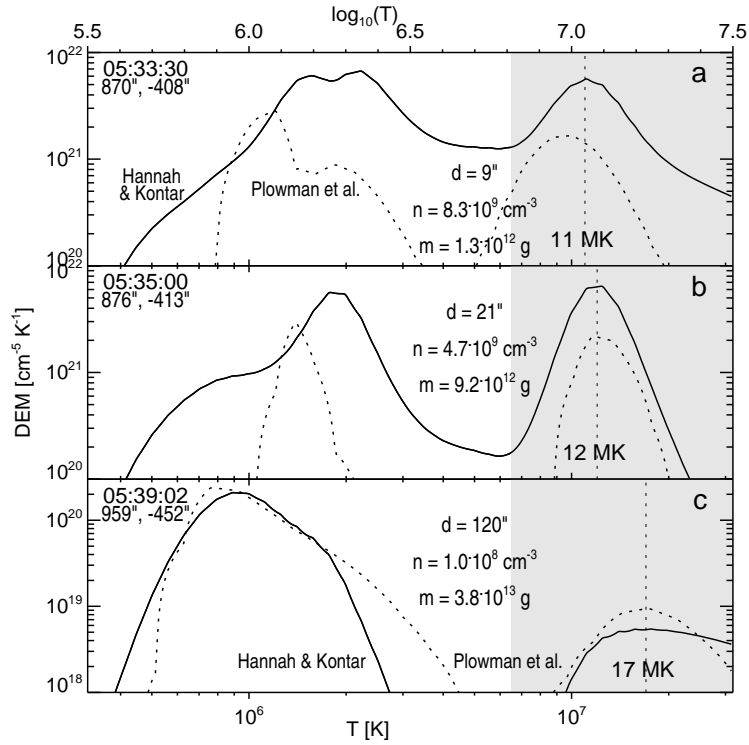 log₁₀(T)
5.5 6.0 6.5 7.0 7.5
10²²
05:33:30
870", -408"
a
10²¹
Hannah
& Kontar
Plowman et al.
d = 9"
n = 8.3·10⁹ cm⁻³
m = 1.3·10¹² g
11 MK
10²⁰
10²²
05:35:00
876", -413"
b
d = 21"
10²¹
n = 4.7·10⁹ cm⁻³
m = 9.2·10¹² g
DEM [cm⁻⁵ K⁻¹]
12 MK
10²⁰
05:39:02
959", -452"
c
10²⁰
d = 120"
n = 1.0·10⁸ cm⁻³
10¹⁹
m = 3.8·10¹³ g
Hannah & Kontar
Plowman et al.
17 MK
10¹⁸
10⁶ 10⁷
T [K]